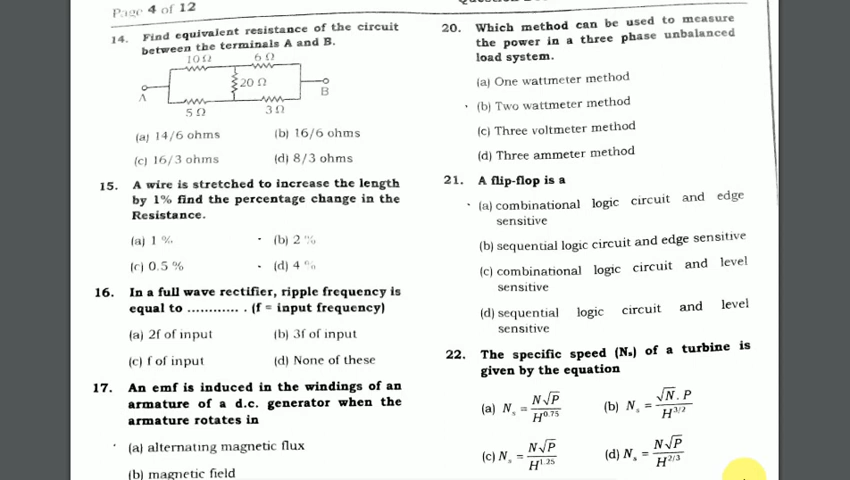 Page 4 of 12
14. Find equivalent resistance of the circuit
between the terminals A and B.
10Ω 6 Ω
20 Ω
A B
5 Ω 3Ω
(a) 14/6 ohms (b) 16/6 ohms
(c) 16/3 ohms (d) 8/3 ohms
15. A wire is stretched to increase the length
by 1% find the percentage change in the
Resistance.
(a) 1 % (b) 2 %
(c) 0.5 % (d) 4 %
16. In a full wave rectifier, ripple frequency is
equal to ............ . (f = input frequency)
(a) 2f of input (b) 3f of input
(c) f of input (d) None of these
17. An emf is induced in the windings of an
armature of a d.c. generator when the
armature rotates in
(a) alternating magnetic flux
(b) magnetic field
20. Which method can be used to measure
the power in a three phase unbalanced
load system.
(a) One wattmeter method
(b) Two wattmeter method
(c) Three voltmeter method
(d) Three ammeter method
21. A flip-flop is a
(a) combinational logic circuit and edge
sensitive
(b) sequential logic circuit and edge sensitive
(c) combinational logic circuit and level
sensitive
(d) sequential logic circuit and level
sensitive
22. The specific speed (Nₛ) of a turbine is
given by the equation
(a) Nₛ = N√P / H^0.75 (b) Nₛ = √N . P / H^3/2
(c) Nₛ = N√P / H^1.25 (d) Nₛ = N√P / H^2/3